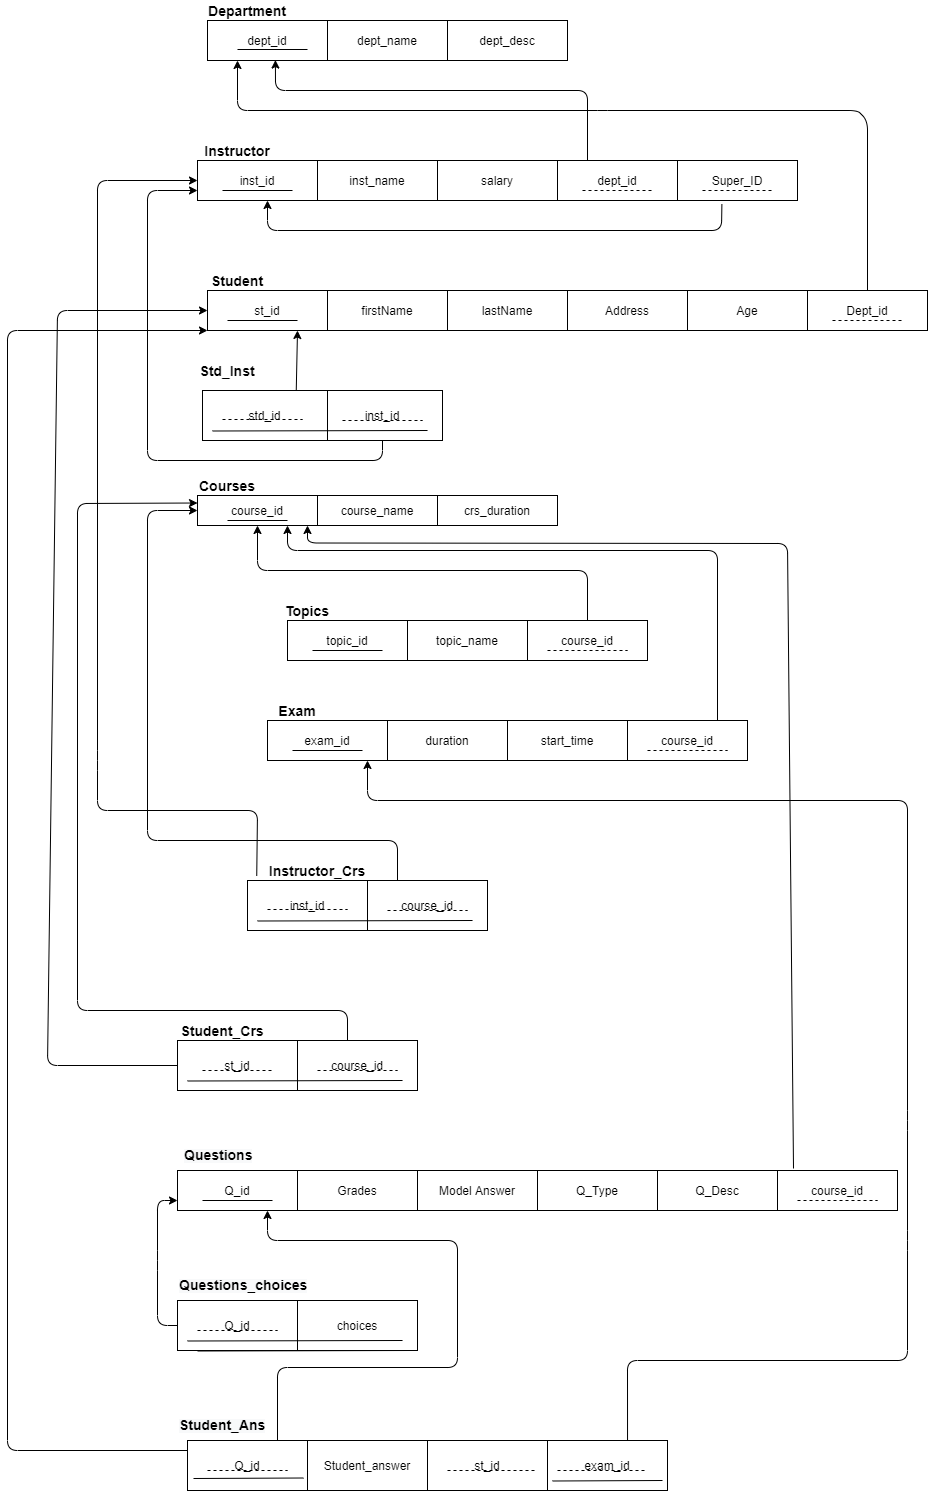 Department
dept_id dept_name dept_desc
Instructor
inst_id inst_name salary dept_id Super_ID
Student
st_id firstName lastName Address Age Dept_id
Std_Inst
std_id inst_id
Courses
course_id course_name crs_duration
Topics
topic_id topic_name course_id
Exam
exam_id duration start_time course_id
Instructor_Crs
inst_id course_id
Student_Crs
st_id course_id
Questions
Q_id Grades Model Answer Q_Type Q_Desc course_id
Questions_choices
Q_id choices
Student_Ans
Q_id Student_answer st_id exam_id